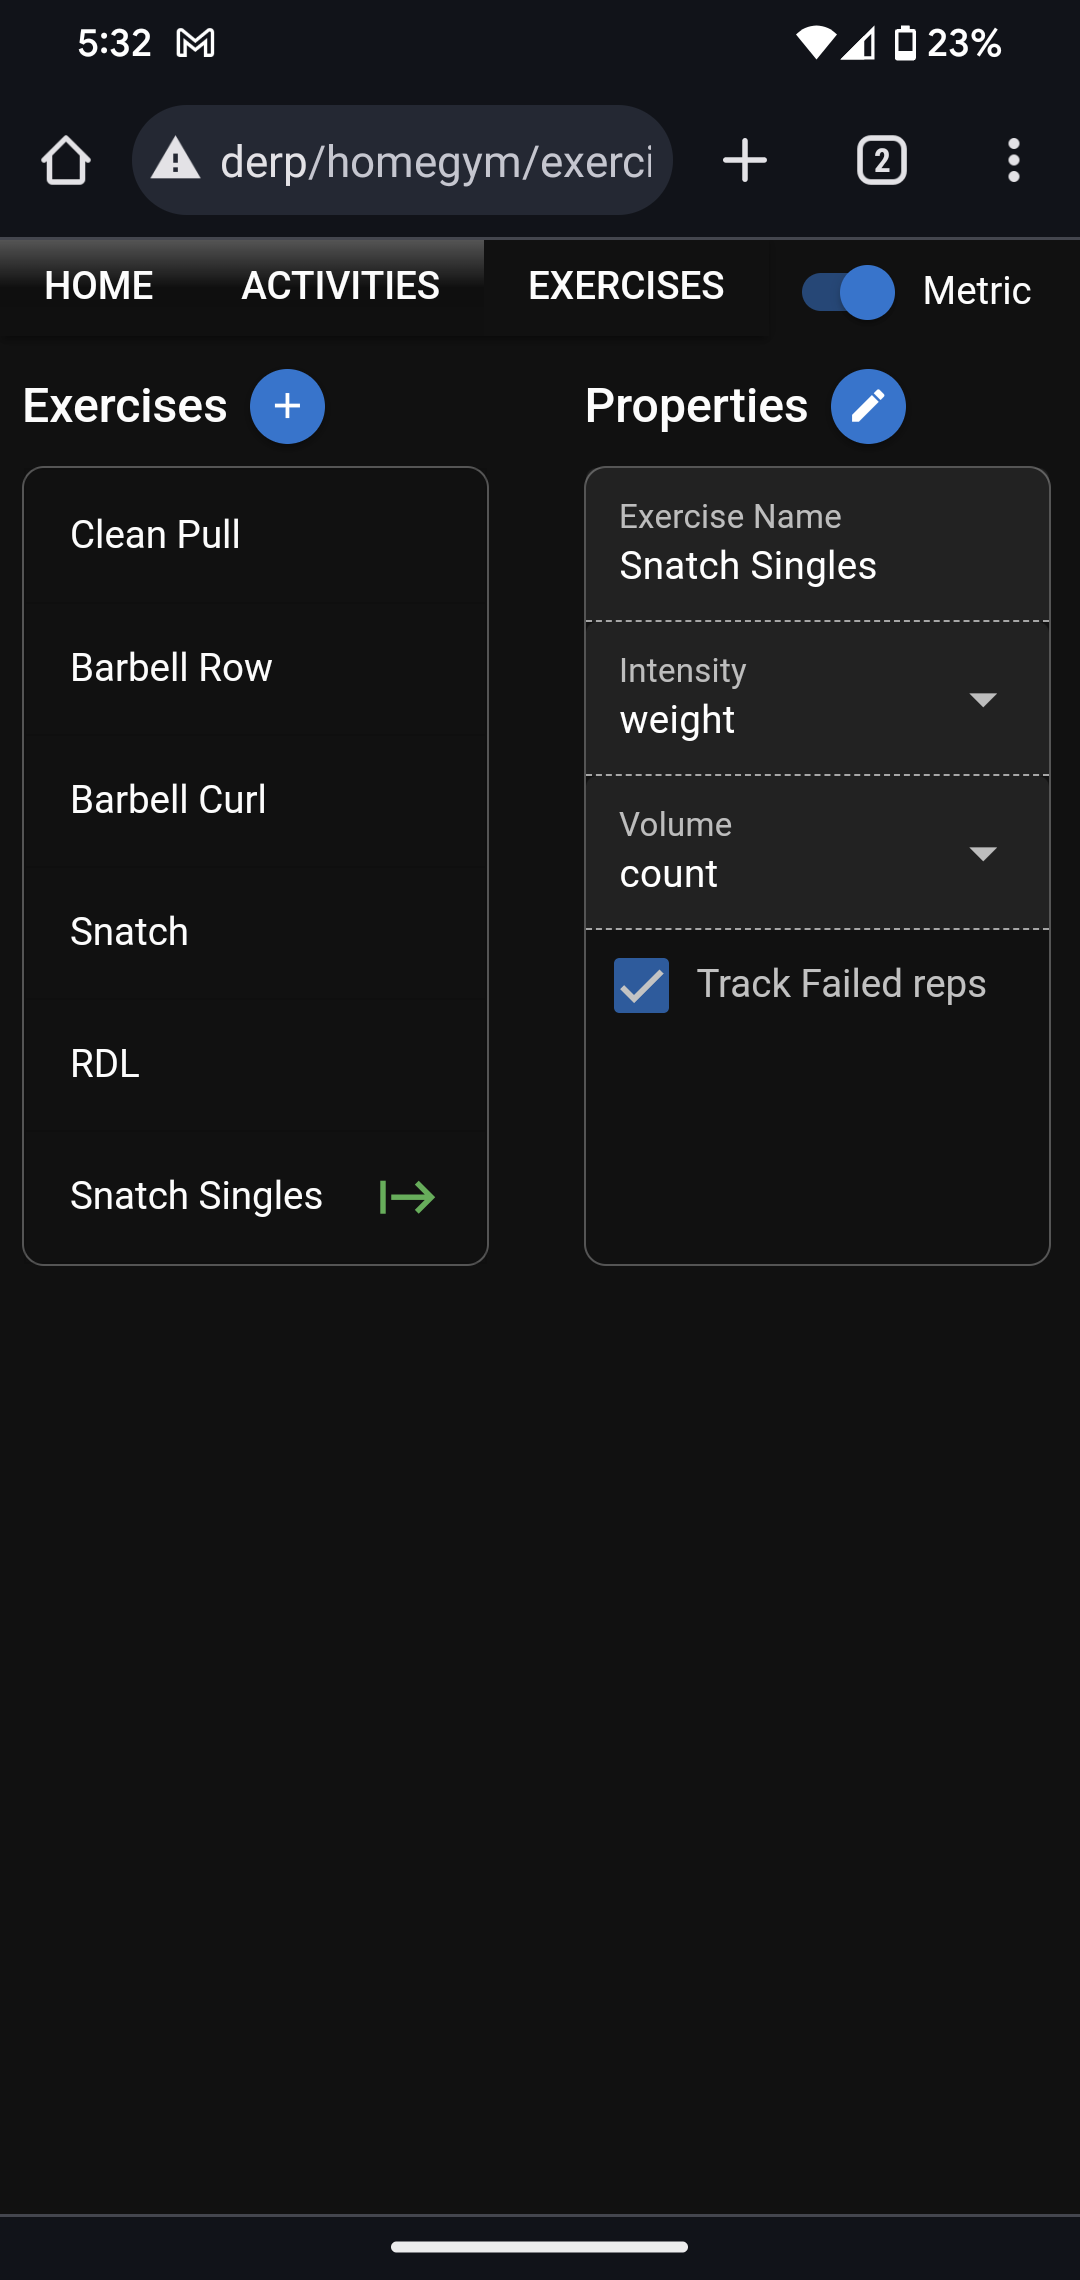 5:32
23%
derp/homegym/exerci
2
HOME
ACTIVITIES
EXERCISES
Metric
Exercises
Clean Pull
Barbell Row
Barbell Curl
Snatch
RDL
Snatch Singles
Properties
Exercise Name
Snatch Singles
Intensity
weight
Volume
count
Track Failed reps